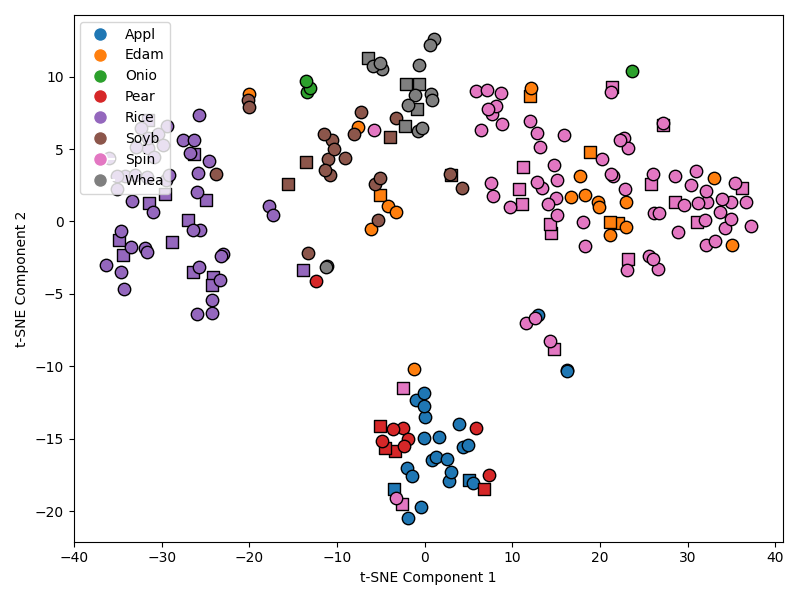 Appl
Edam
Onio
Pear
Rice
Soyb
Spin
Whea
10
5
0
−5
−10
−15
−20
−40
−30
−20
−10
0
10
20
30
40
t-SNE Component 1
t-SNE Component 2